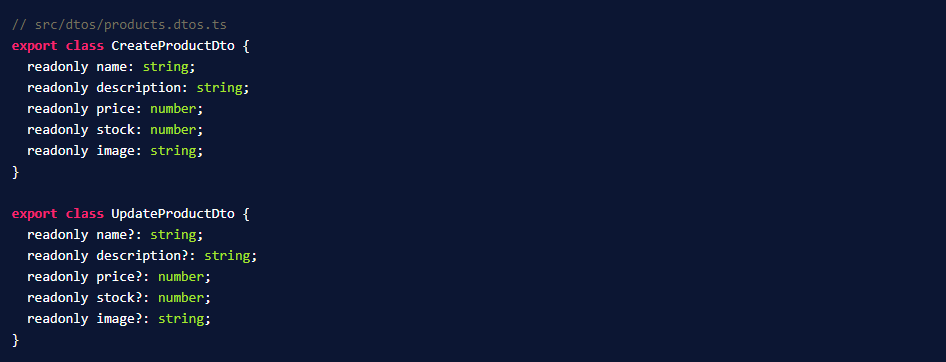 // src/dtos/products.dtos.ts
export class CreateProductDto {
  readonly name: string;
  readonly description: string;
  readonly price: number;
  readonly stock: number;
  readonly image: string;
}

export class UpdateProductDto {
  readonly name?: string;
  readonly description?: string;
  readonly price?: number;
  readonly stock?: number;
  readonly image?: string;
}